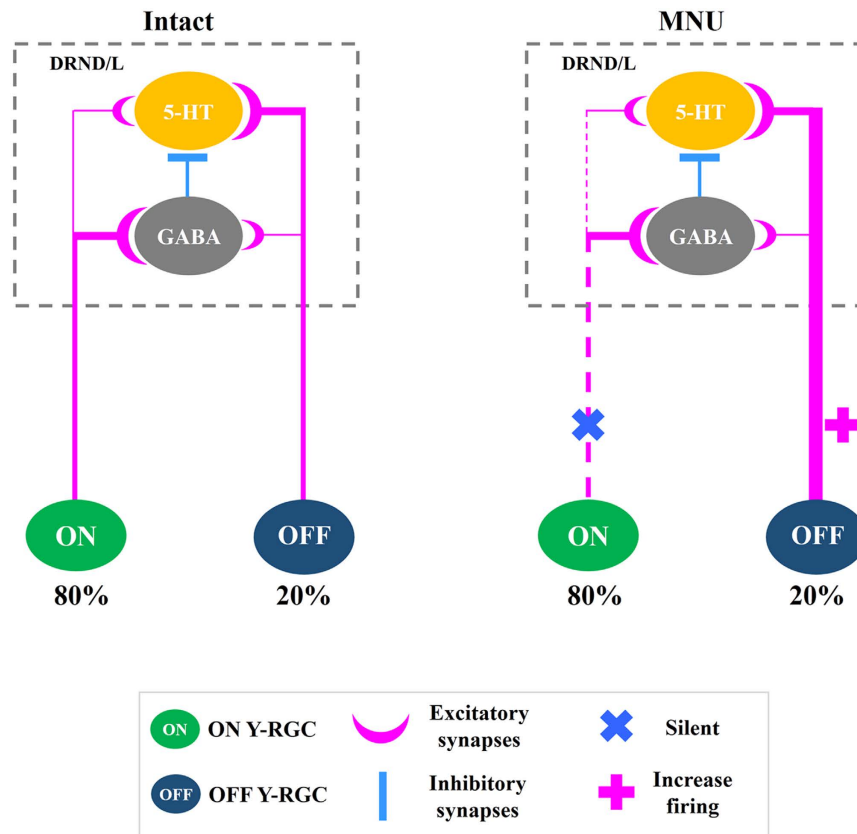 Intact
DRND/L
5-HT
GABA
ON
80%
OFF
20%
MNU
DRND/L
5-HT
GABA
ON
80%
OFF
20%
ON ON Y-RGC
Excitatory
synapses
Silent
OFF OFF Y-RGC
Inhibitory
synapses
Increase
firing